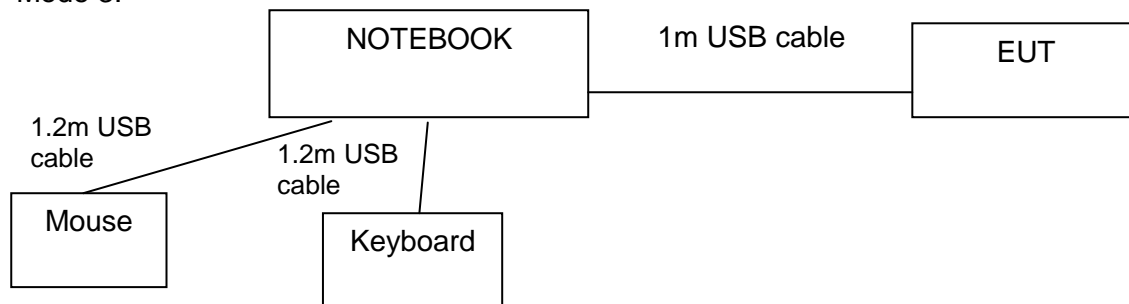 NOTEBOOK
1m USB cable
EUT
1.2m USB
cable
1.2m USB
cable
Mouse
Keyboard